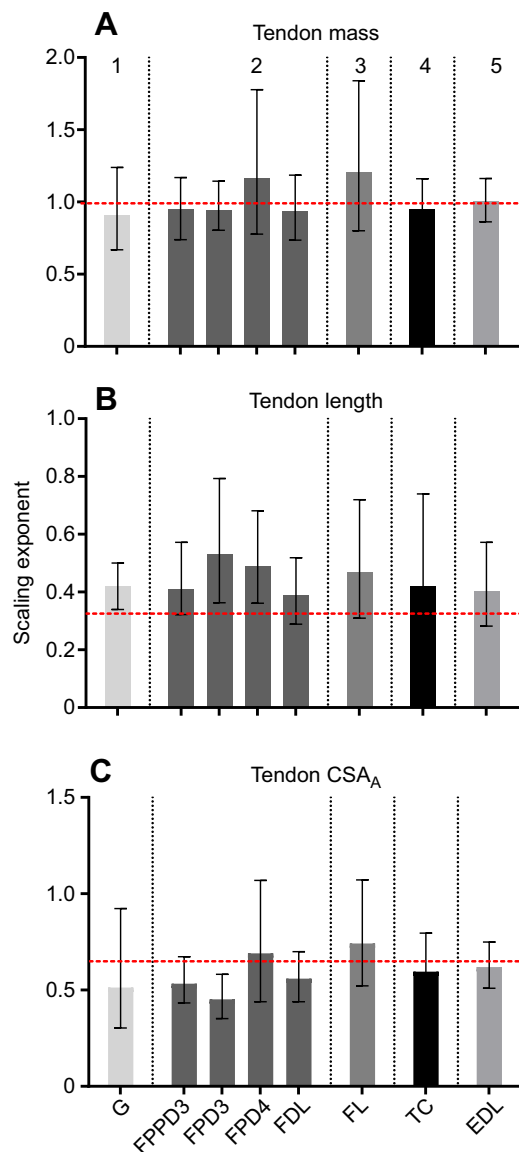 A
Tendon mass
1 2 3 4 5
2.0
1.5
1.0
0.5
0
B
Tendon length
1.0
0.8
0.6
0.4
0.2
0
Scaling exponent
C
Tendon CSA_A
1.5
1.0
0.5
0
G FPPD3 FPD3 FPD4 FDL FL TC EDL